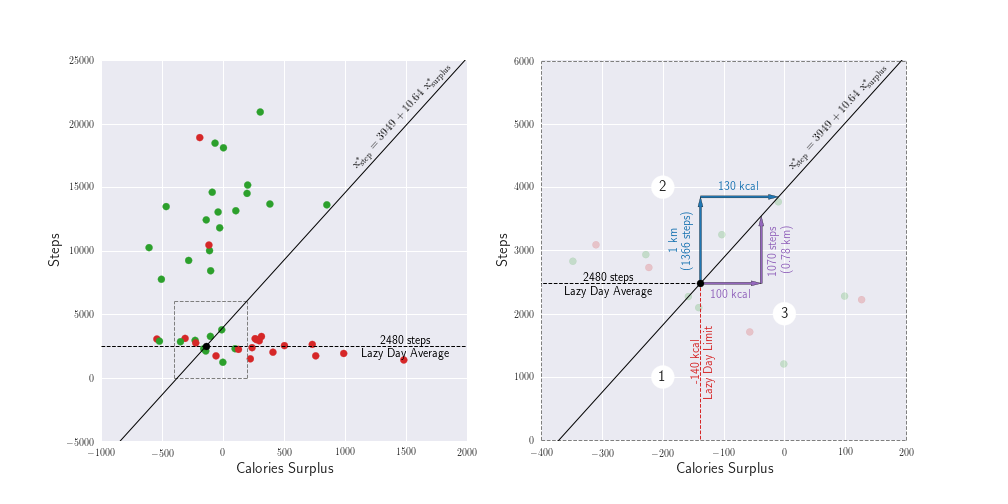 25000
20000
15000
10000
5000
0
−5000
−1000
−500
0
500
1000
1500
2000
Steps
Calories Surplus
x*step = 3949 + 10.64 x*surplus
2480 steps
Lazy Day Average
6000
5000
4000
3000
2000
1000
0
−400
−300
−200
−100
0
100
200
Steps
Calories Surplus
x*step = 3949 + 10.64 x*surplus
2
130 kcal
1 km
(1366 steps)
1070 steps
(0.78 km)
2480 steps
Lazy Day Average
100 kcal
3
-140 kcal
Lazy Day Limit
1